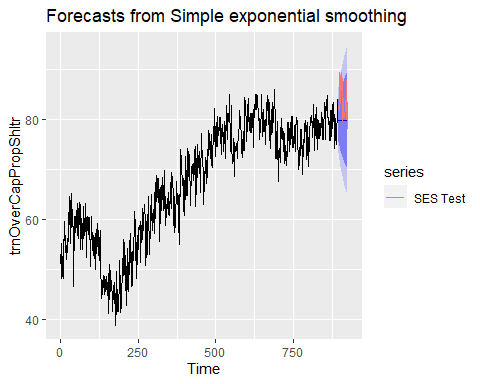 Forecasts from Simple exponential smoothing
trnOverCapPropShltr
80
60
40
0
250
500
750
Time
series
SES Test